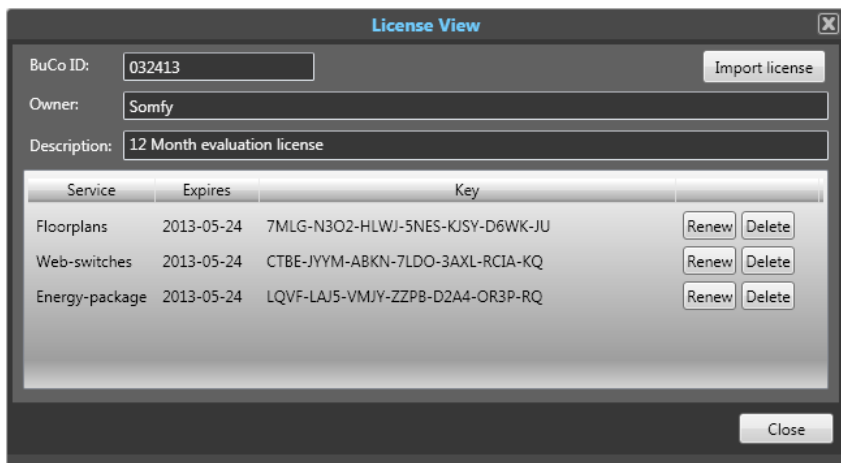 License View
BuCo ID: 032413 Import license
Owner: Somfy
Description: 12 Month evaluation license
Service Expires Key
Floorplans 2013-05-24 7MLG-N3O2-HLWJ-5NES-KJSY-D6WK-JU Renew Delete
Web-switches 2013-05-24 CTBE-JYYM-ABKN-7LDO-3AXL-RCIA-KQ Renew Delete
Energy-package 2013-05-24 LQVF-LAJ5-VMJY-ZZPB-D2A4-OR3P-RQ Renew Delete
Close